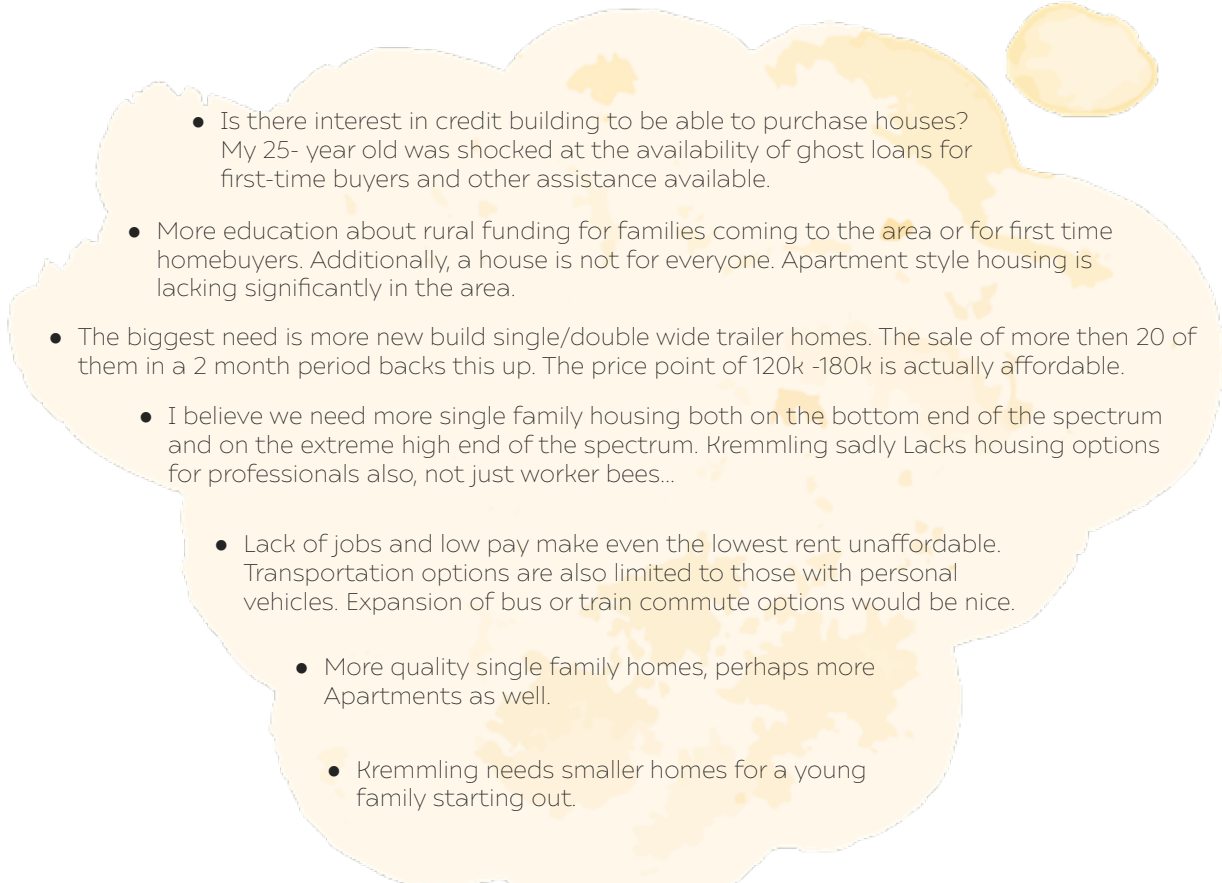 ● Is there interest in credit building to be able to purchase houses?
My 25- year old was shocked at the availability of ghost loans for
first-time buyers and other assistance available.
● More education about rural funding for families coming to the area or for first time
homebuyers. Additionally, a house is not for everyone. Apartment style housing is
lacking significantly in the area.
● The biggest need is more new build single/double wide trailer homes. The sale of more then 20 of
them in a 2 month period backs this up. The price point of 120k -180k is actually affordable.
● I believe we need more single family housing both on the bottom end of the spectrum
and on the extreme high end of the spectrum. Kremmling sadly Lacks housing options
for professionals also, not just worker bees...
● Lack of jobs and low pay make even the lowest rent unaffordable.
Transportation options are also limited to those with personal
vehicles. Expansion of bus or train commute options would be nice.
● More quality single family homes, perhaps more
Apartments as well.
● Kremmling needs smaller homes for a young
family starting out.